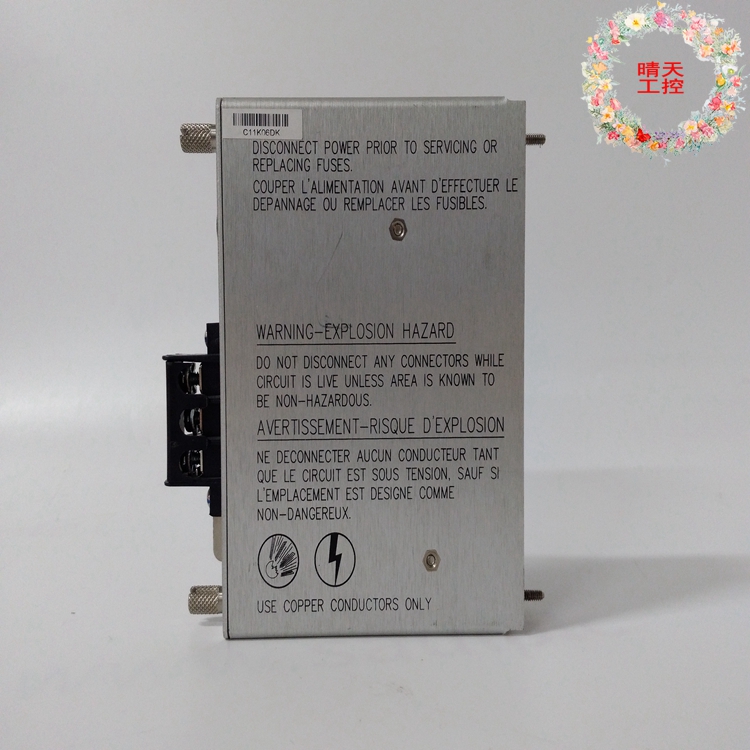 晴天
工控
C11K06DK
DISCONNECT POWER PRIOR TO SERVICING OR
REPLACING FUSES.
COUPER L'ALIMENTATION AVANT D'EFFECTUER LE
DEPANNAGE OU REMPLACER LES FUSIBLES.
WARNING-EXPLOSION HAZARD
DO NOT DISCONNECT ANY CONNECTORS WHILE
CIRCUIT IS LIVE UNLESS AREA IS KNOWN TO
BE NON-HAZARDOUS.
AVERTISSEMENT-RISQUE D'EXPLOSION
NE DECONNECTER AUCUN CONDUCTEUR TANT
QUE LE CIRCUIT EST SOUS TENSION, SAUF SI
L'EMPLACEMENT EST DESIGNE COMME
NON-DANGEREUX.
USE COPPER CONDUCTORS ONLY